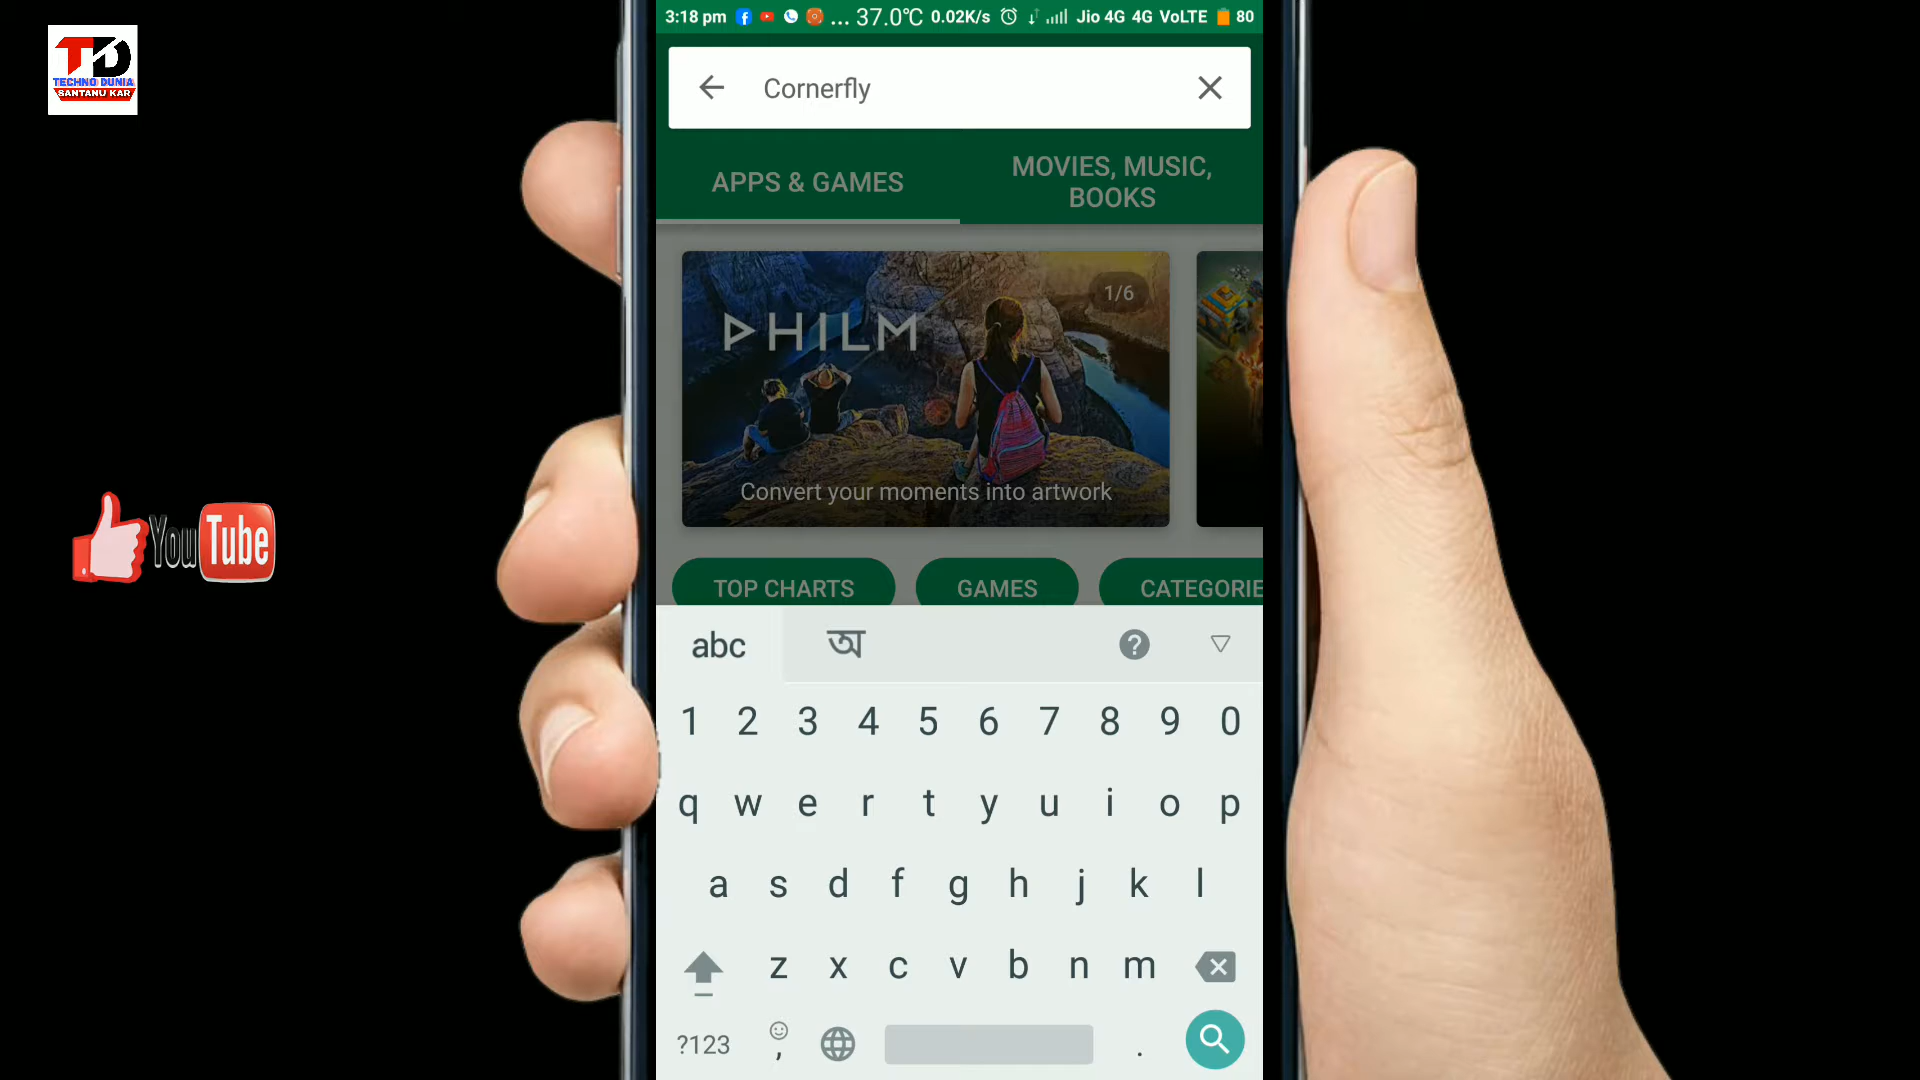 TD
TECHNO DUNIA
SANTANU KAR
YouTube
3:18 pm ... 37.0℃ 0.02K/s Jio 4G 4G VoLTE 80
Cornerfly
APPS & GAMES
MOVIES, MUSIC,
BOOKS
PHILM
1/6
Convert your moments into artwork
TOP CHARTS GAMES CATEGORIE
abc অ ?
1 2 3 4 5 6 7 8 9 0
q w e r t y u i o p
a s d f g h j k l
z x c v b n m
?123 , .